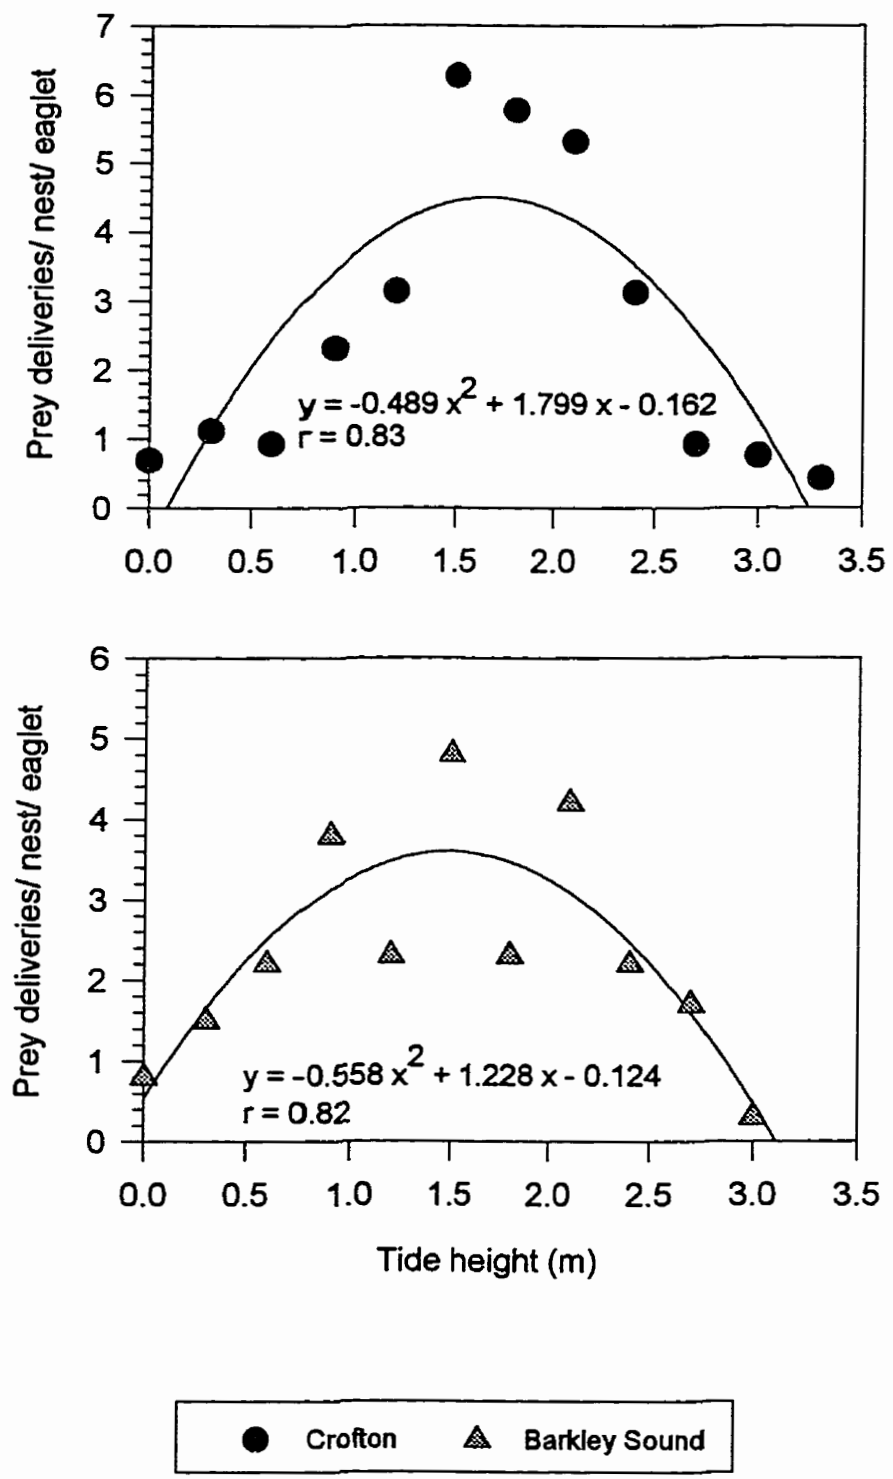 7
6
5
4
3
2
1
0
Prey deliveries/ nest/ eaglet
y = -0.489 x² + 1.799 x - 0.162
r = 0.83
0.0 0.5 1.0 1.5 2.0 2.5 3.0 3.5
6
5
4
3
2
1
0
Prey deliveries/ nest/ eaglet
y = -0.558 x² + 1.228 x - 0.124
r = 0.82
0.0 0.5 1.0 1.5 2.0 2.5 3.0 3.5
Tide height (m)
Crofton Barkley Sound